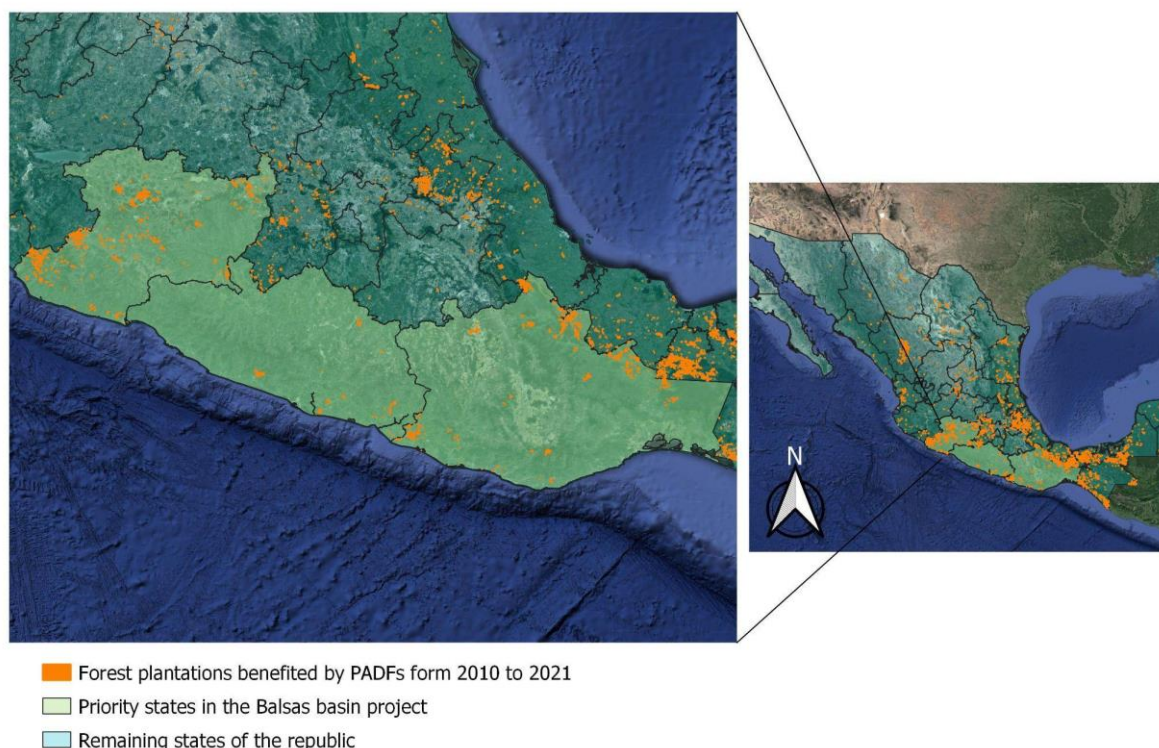 N
Forest plantations benefited by PADFs form 2010 to 2021
Priority states in the Balsas basin project
Remaining states of the republic